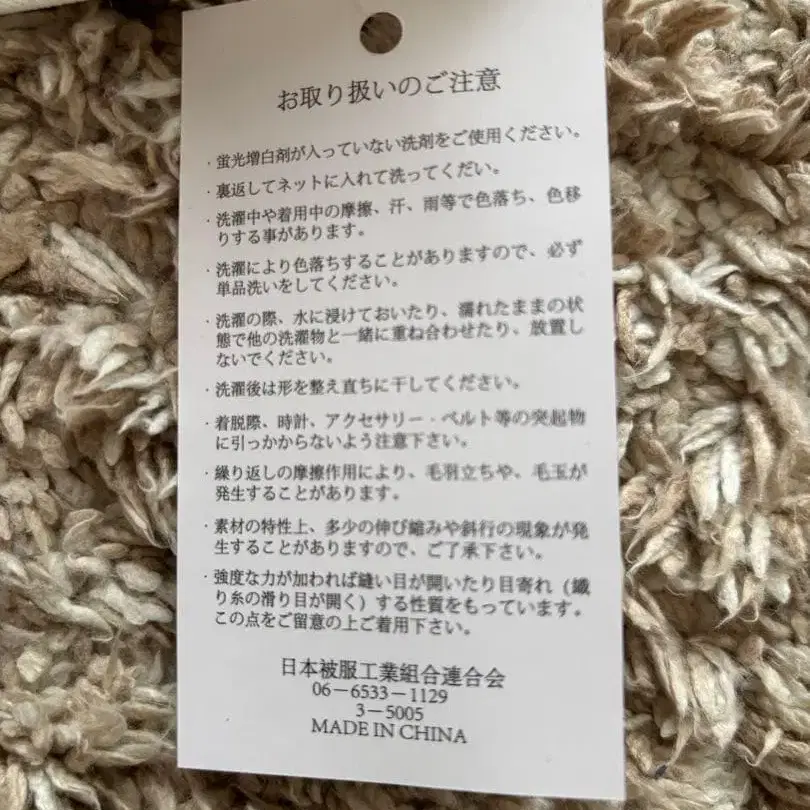 お取り扱いのご注意
・蛍光増白剤が入っていない洗剤をご使用ください。
・裏返してネットに入れて洗ってくだい。
・洗濯中や着用中の摩擦、汗、雨等で色落ち、色移
りする事があります。
・洗濯により色落ちすることがありますので、必ず
単品洗いをしてください。
・洗濯の際、水に浸けておいたり、濡れたままの状
態で他の洗濯物と一緒に重ね合わせたり、放置し
ないでください。
・洗濯後は形を整え直ちに干してください。
・着脱際、時計、アクセサリー・ベルト等の突起物
に引っかからないよう注意下さい。
・繰り返しの摩擦作用により、毛羽立ちや、毛玉が
発生することがあります。
・素材の特性上、多少の伸び縮みや斜行の現象が発
生することがありますので、ご了承下さい。
・強度な力が加われば縫い目が開いたり目寄れ（織
り糸の滑り目が開く）する性質をもっています。
この点をご留意の上ご着用下さい。
日本被服工業組合連合会
06－6533－1129
3－5005
MADE IN CHINA